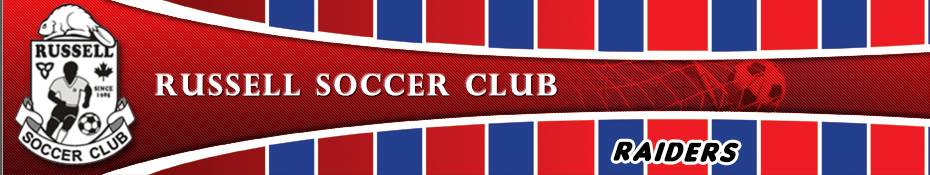 RUSSELL
SINCE
SOCCER CLUB
RUSSELL SOCCER CLUB
RAIDERS